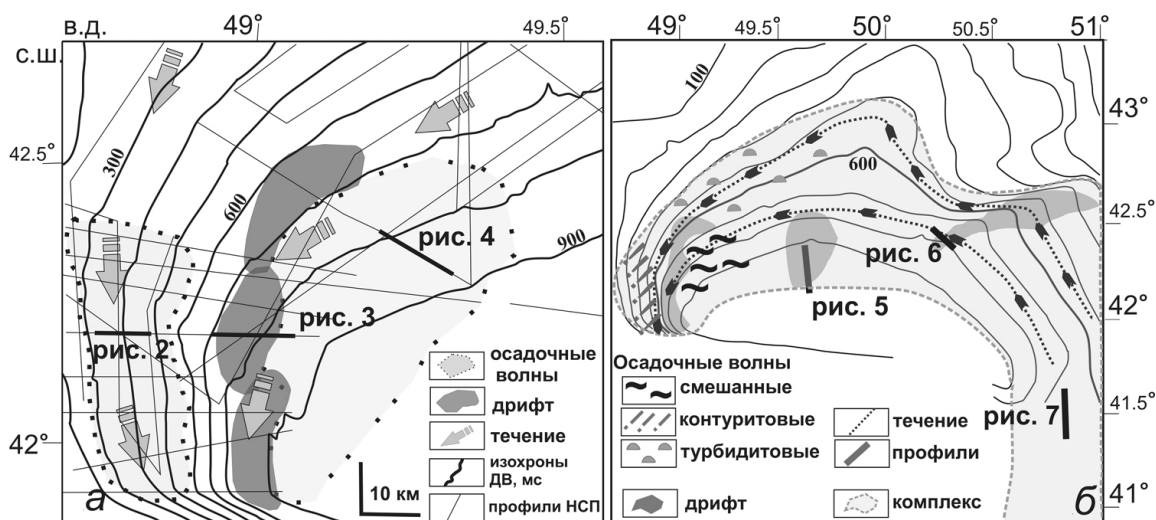 в.д.
49°
49.5°
с.ш.
42.5°
42°
300
600
900
рис. 2
рис. 3
рис. 4
осадочные
волны
дрифт
течение
изохроны
ДВ, мс
профили НСП
10 км
а
49°
49.5°
50°
50.5°
51°
43°
42.5°
42°
41.5°
41°
100
600
рис. 6
рис. 5
рис. 7
Осадочные волны
смешанные
контуритовые
турбидитовые
течение
профили
дрифт
комплекс
б